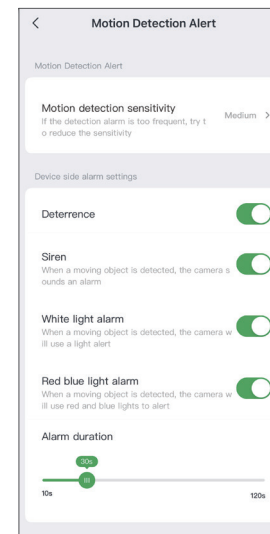 Motion Detection Alert
Motion Detection Alert
Motion detection sensitivity
If the detection alarm is too frequent, try t
o reduce the sensitivity
Medium
Device side alarm settings
Deterrence
Siren
When a moving object is detected, the camera s
ounds an alarm
White light alarm
When a moving object is detected, the camera w
ill use a light alert
Red blue light alarm
When a moving object is detected, the camera w
ill use red and blue lights to alert
Alarm duration
30s
10s 120s